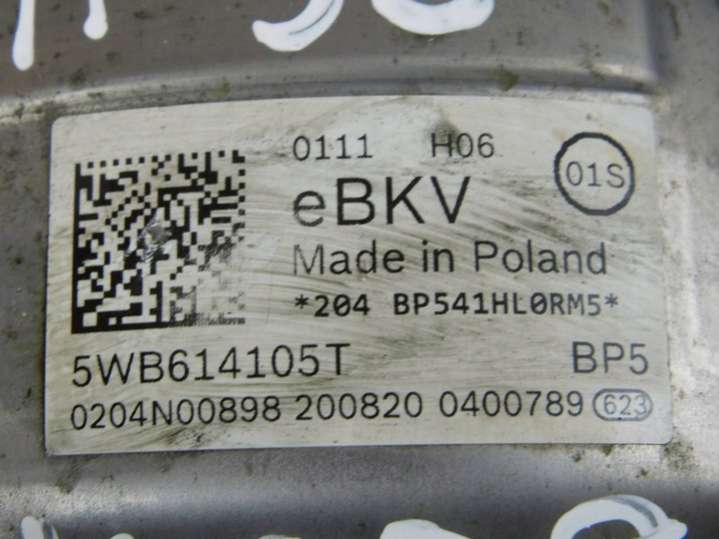 0111 H06
01S
eBKV
Made in Poland
*204 BP541HL0RM5*
5WB614105T BP5
0204N00898 200820 0400789 623